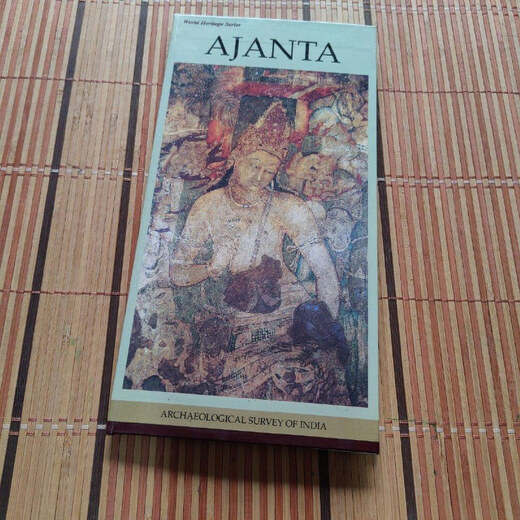 World Heritage Series
AJANTA
ARCHAEOLOGICAL SURVEY OF INDIA